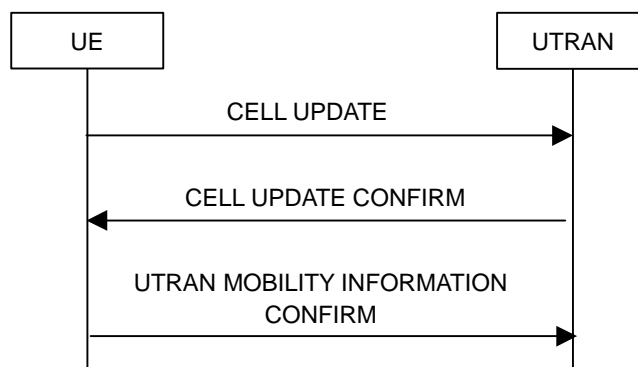 UE
UTRAN
CELL UPDATE
CELL UPDATE CONFIRM
UTRAN MOBILITY INFORMATION
CONFIRM